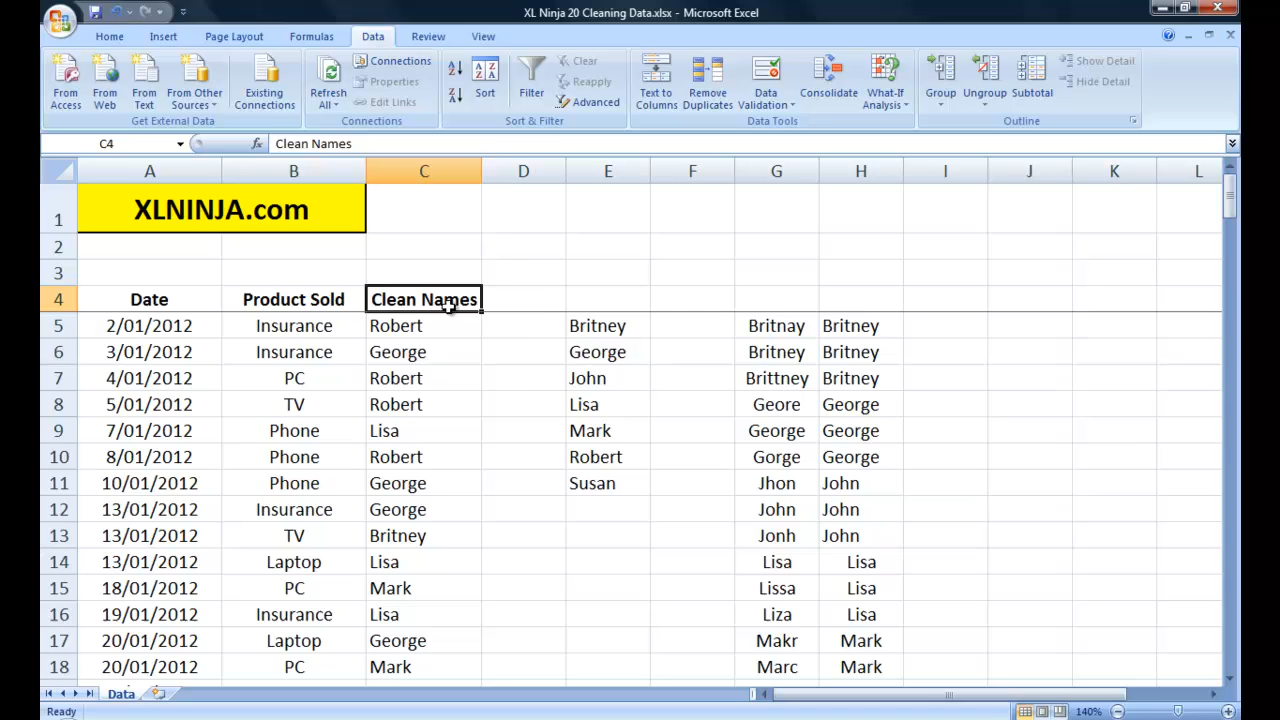 XL Ninja 20 Cleaning Data.xlsx - Microsoft Excel
Home Insert Page Layout Formulas Data Review View
From Access
From Web
From Text
From Other Sources
Existing Connections
Get External Data
Refresh All
Connections
Properties
Edit Links
Connections
Sort
Filter
Clear
Reapply
Advanced
Sort & Filter
Text to Columns
Remove Duplicates
Data Validation
Consolidate
What-If Analysis
Data Tools
Group
Ungroup
Subtotal
Show Detail
Hide Detail
Outline
C4 fx Clean Names
A B C D E F G H I J K L
1 XLNINJA.com
2
3
4 Date Product Sold Clean Names
5 2/01/2012 Insurance Robert Britney Britnay Britney
6 3/01/2012 Insurance George George Britney Britney
7 4/01/2012 PC Robert John Brittney Britney
8 5/01/2012 TV Robert Lisa Geore George
9 7/01/2012 Phone Lisa Mark George George
10 8/01/2012 Phone Robert Robert Gorge George
11 10/01/2012 Phone George Susan Jhon John
12 13/01/2012 Insurance George John John
13 13/01/2012 TV Britney Jonh John
14 13/01/2012 Laptop Lisa Lisa Lisa
15 18/01/2012 PC Mark Lissa Lisa
16 19/01/2012 Insurance Lisa Liza Lisa
17 20/01/2012 Laptop George Makr Mark
18 20/01/2012 PC Mark Marc Mark
Data
Ready 140%